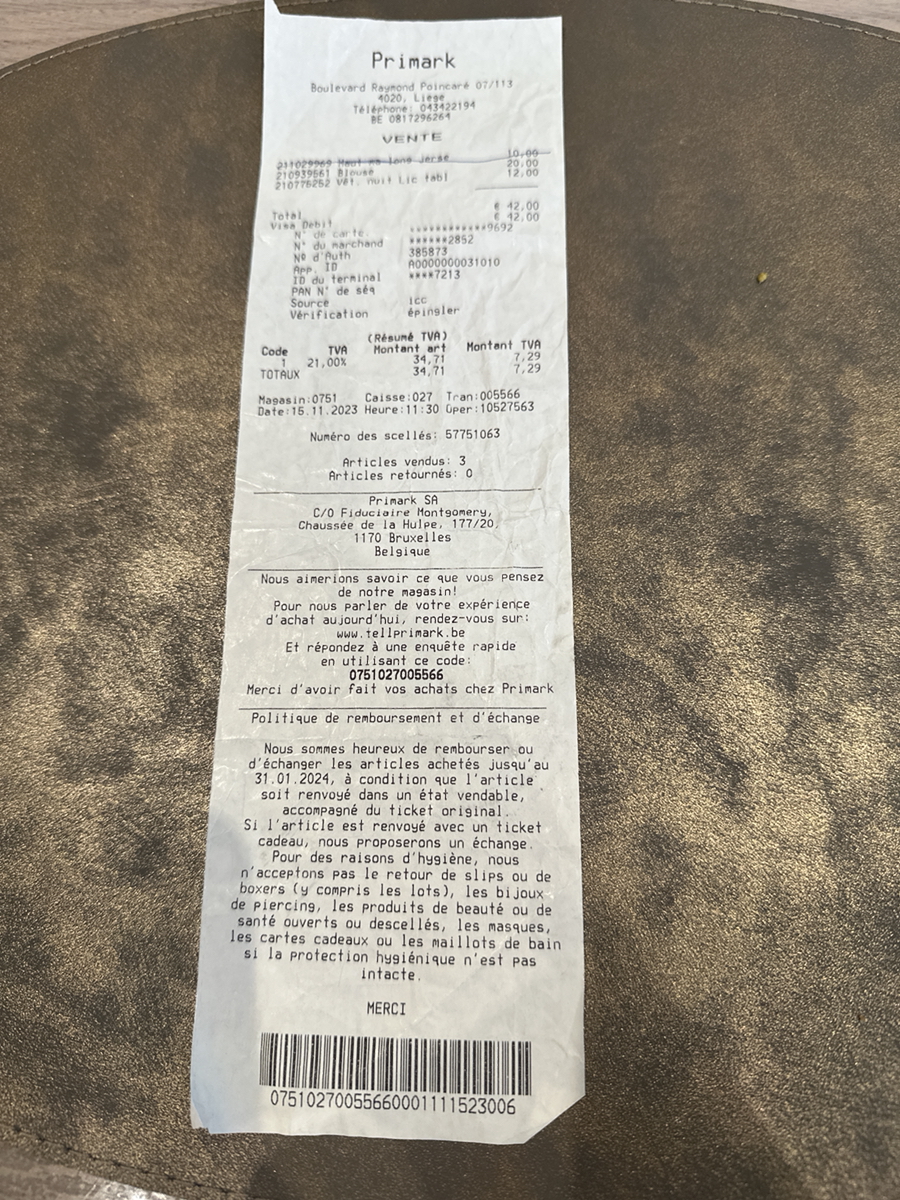 Primark
Boulevard Raymond Poincaré 07/113
4020, Liege
Téléphone: 043422194
BE 0817296264
VENTE
211029969 Haut ma long jerse 10,00
210939561 Blouse 20,00
210776252 Vêt. nuit Lic tabl 12,00
€ 42,00
Total € 42,00
Visa Debit
N° de carte. ************9692
N° du marchand ******2852
Nº d'Auth 385873
App. ID A0000000031010
ID du terminal ****7213
PAN N° de séq
Source icc
Vérification épingler
(Résumé TVA)
Code TVA Montant art Montant TVA
1 21,00% 34,71 7,29
TOTAUX 34,71 7,29
Magasin:0751 Caisse:027 Tran:005566
Date:15.11.2023 Heure:11:30 Oper:10527563
Numéro des scellés: 57751063
Articles vendus: 3
Articles retournés: 0
Primark SA
C/O Fiduciaire Montgomery,
Chaussée de la Hulpe, 177/20,
1170 Bruxelles
Belgique
Nous aimerions savoir ce que vous pensez
de notre magasin!
Pour nous parler de votre expérience
d'achat aujourd'hui, rendez-vous sur:
www.tellprimark.be
Et répondez à une enquête rapide
en utilisant ce code:
0751027005566
Merci d'avoir fait vos achats chez Primark
Politique de remboursement et d'échange
Nous sommes heureux de rembourser ou
d'échanger les articles achetés jusqu'au
31.01.2024, à condition que l'article
soit renvoyé dans un état vendable,
accompagné du ticket original.
Si l'article est renvoyé avec un ticket
cadeau, nous proposerons un échange.
Pour des raisons d'hygiène, nous
n'acceptons pas le retour de slips ou de
boxers (y compris les lots), les bijoux
de piercing, les produits de beauté ou de
santé ouverts ou descellés, les masques,
les cartes cadeaux ou les maillots de bain
si la protection hygiénique n'est pas
intacte.
MERCI
07510270055660001111523006